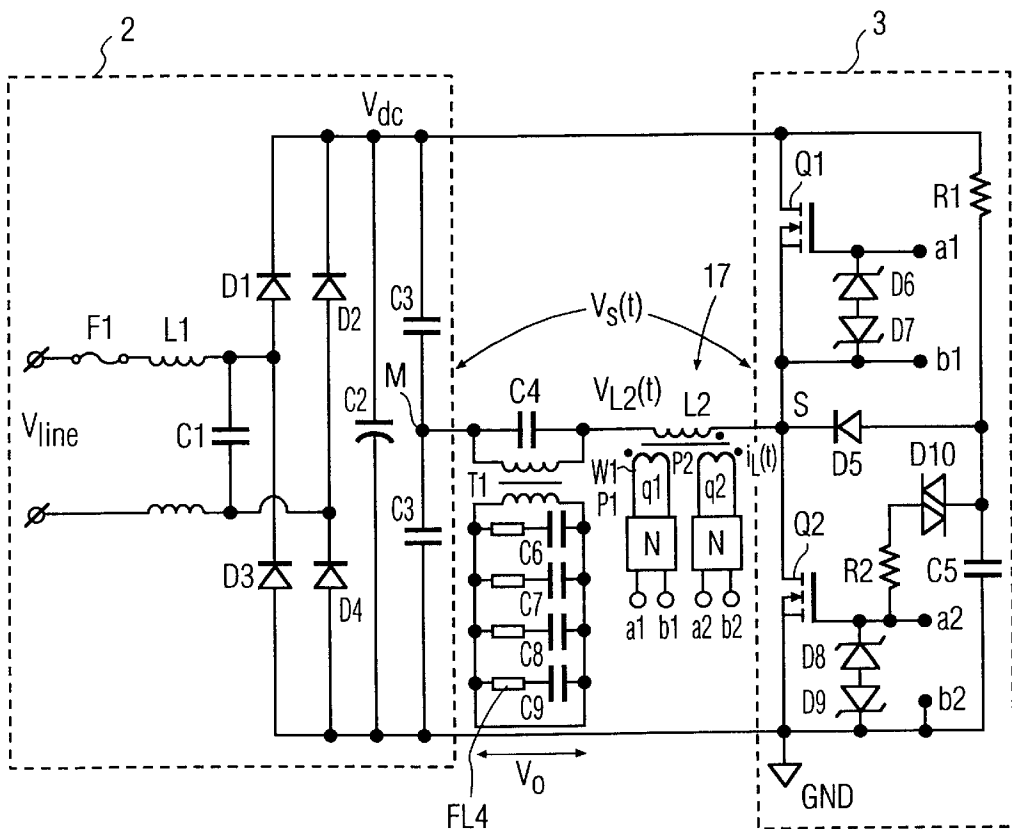 2
3
V_dc
Q1
R1
a1
D6
D7
b1
17
V_S(t)
D1
D2
C3
F1
L1
M
C4
V_L2(t)
L2
S
V_line
C1
C2
D5
D10
W1
P1
P2
i_L(t)
T1
q1
q2
C3
N
N
Q2
R2
C5
C6
D3
D4
C7
a1
b1
a2
b2
a2
C8
D8
D9
C9
b2
V_o
FL4
GND